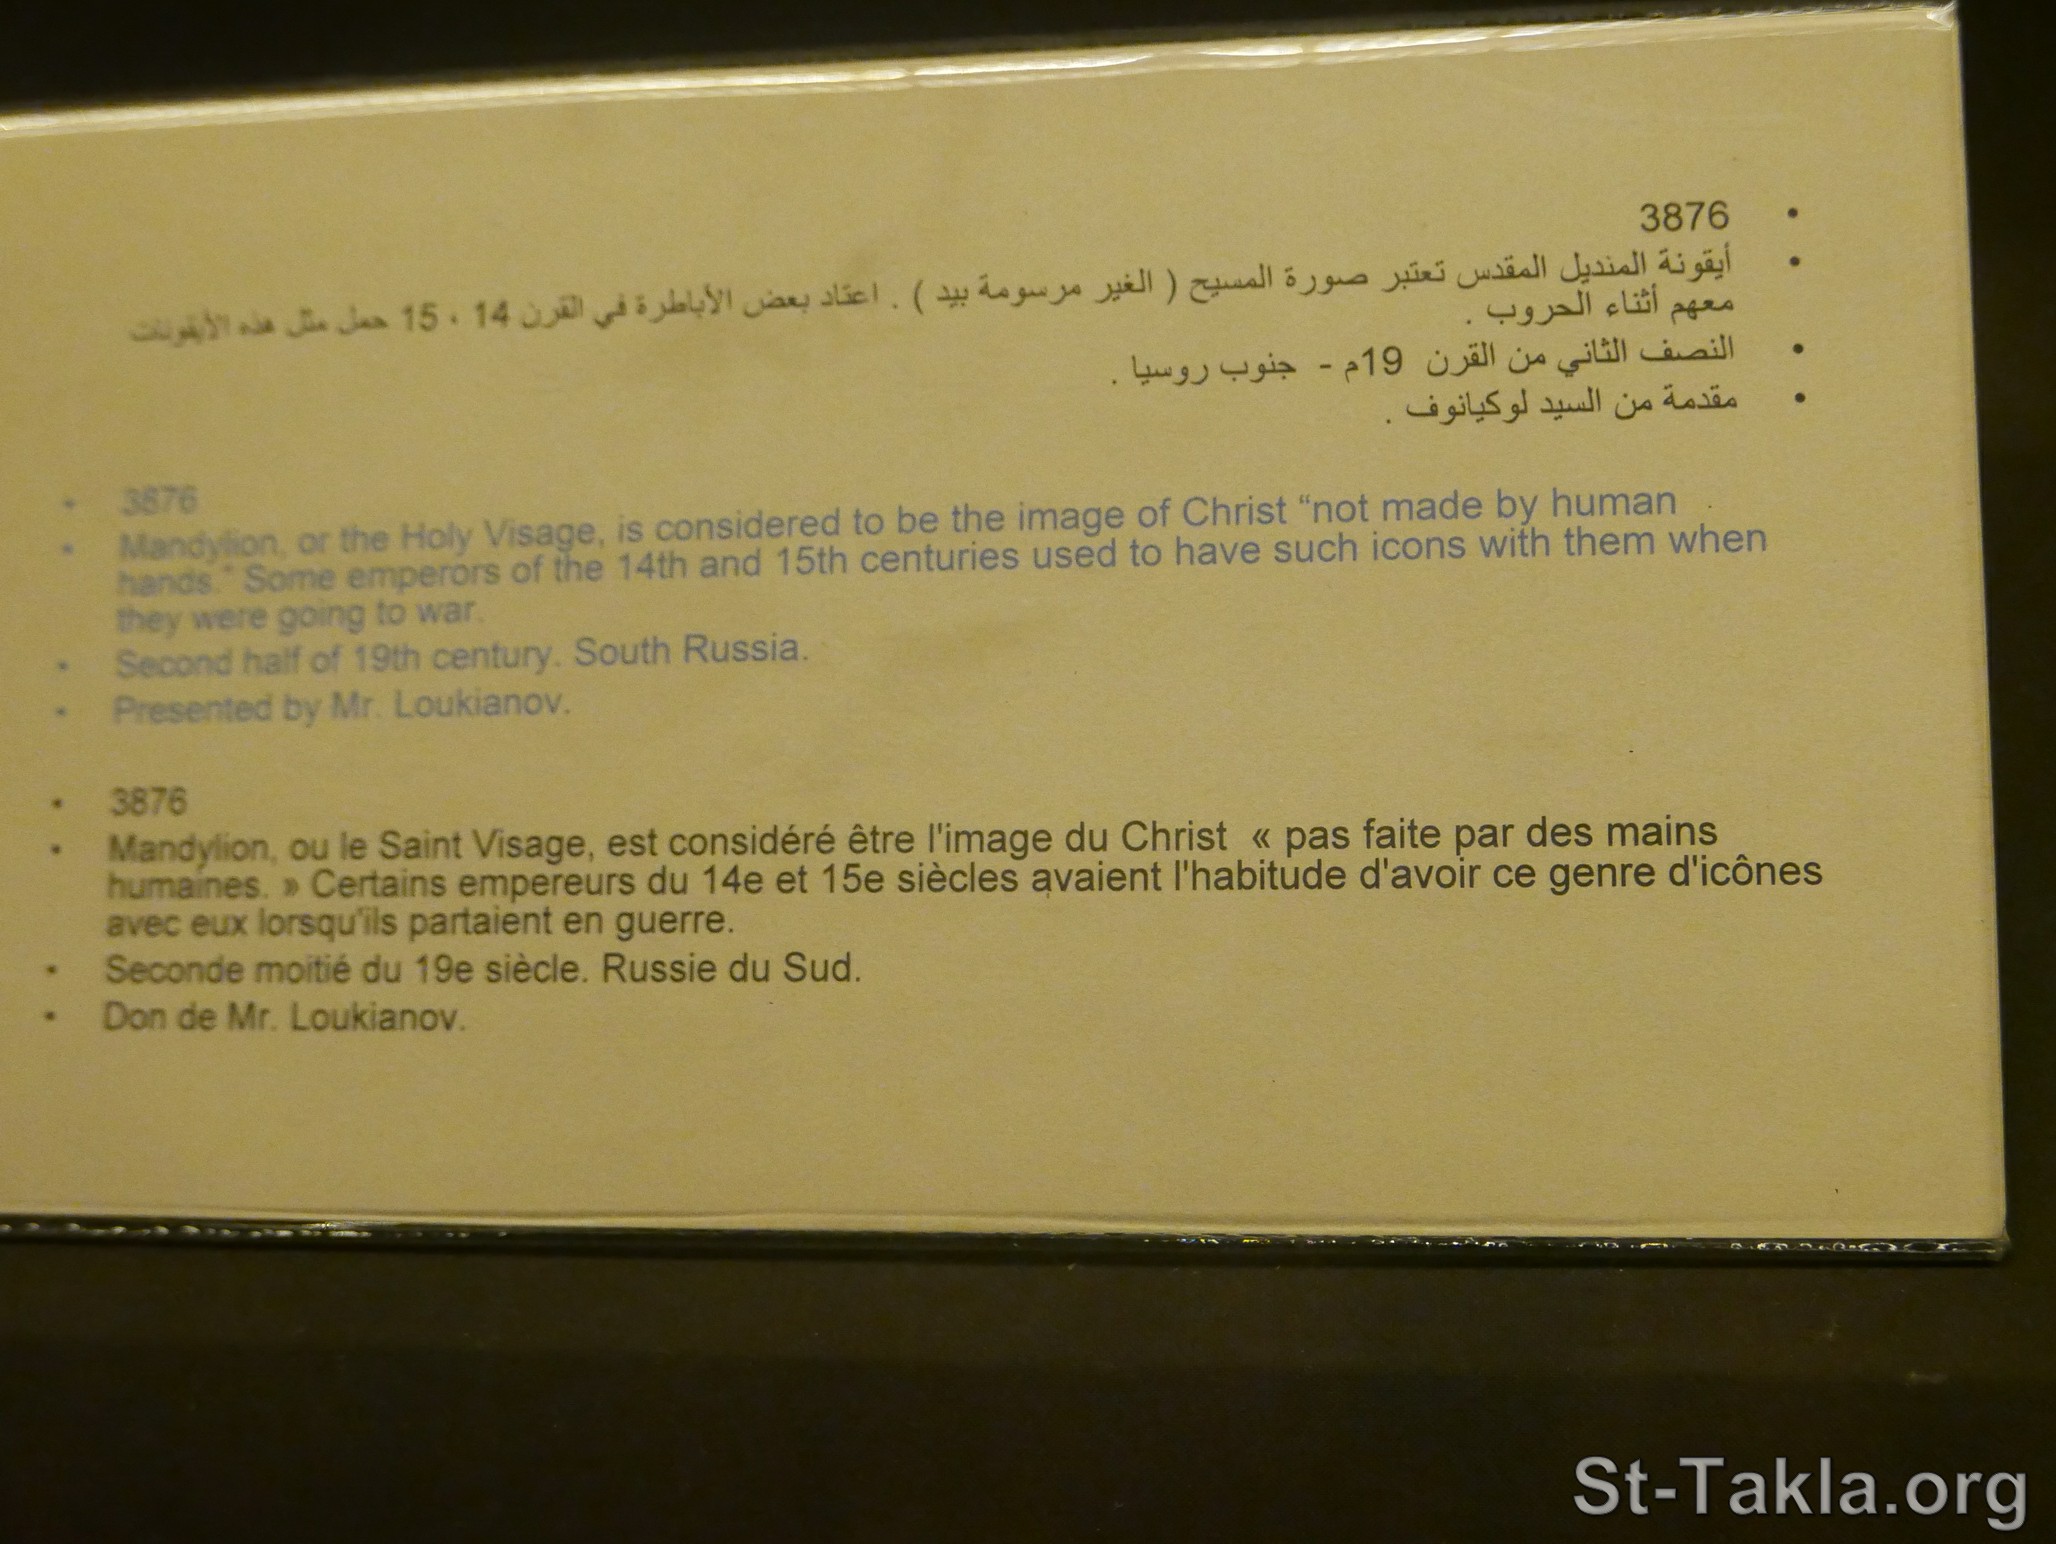 • 3876
• أيقونة المنديل المقدس تعتبر صورة المسيح ( الغير مرسومة بيد ) . اعتاد بعض الأباطرة في القرن 14 ، 15 حمل مثل هذه الأيقونات
معهم أثناء الحروب .
• النصف الثاني من القرن 19م - جنوب روسيا .
• مقدمة من السيد لوكيانوف .
• 3876
• Mandylion, or the Holy Visage, is considered to be the image of Christ “not made by human
hands.” Some emperors of the 14th and 15th centuries used to have such icons with them when
they were going to war.
• Second half of 19th century. South Russia.
• Presented by Mr. Loukianov.
• 3876
• Mandylion, ou le Saint Visage, est considéré être l'image du Christ « pas faite par des mains
humaines. » Certains empereurs du 14e et 15e siècles avaient l'habitude d'avoir ce genre d'icônes
avec eux lorsqu'ils partaient en guerre.
• Seconde moitié du 19e siècle. Russie du Sud.
• Don de Mr. Loukianov.
St-Takla.org